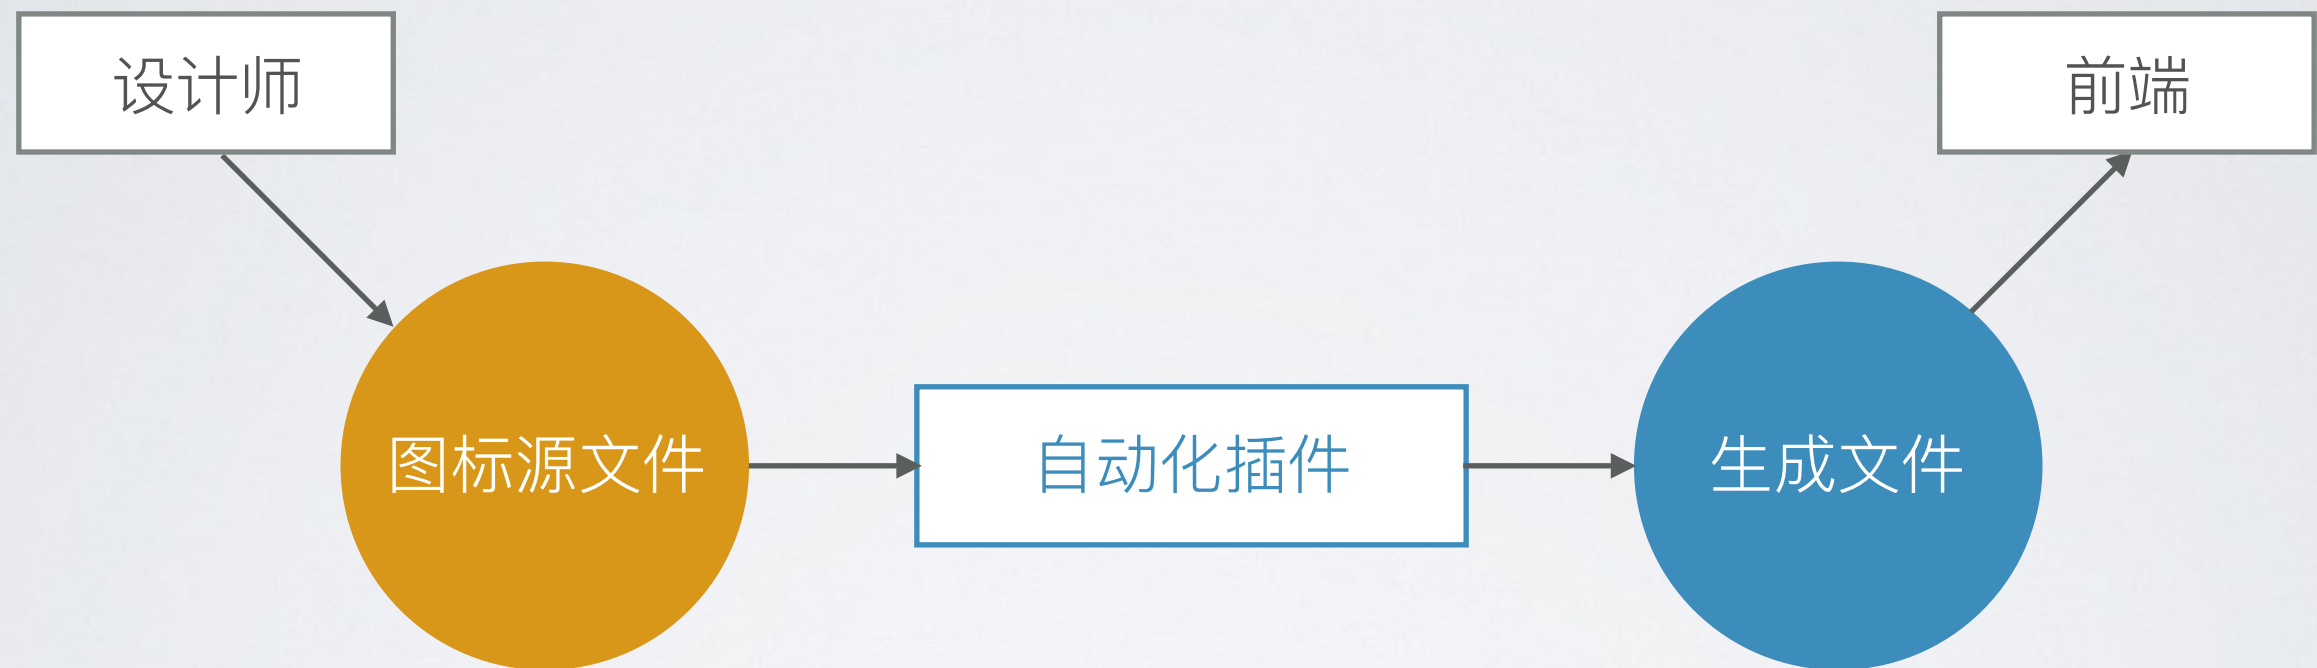 设计师
前端
图标源文件
自动化插件
生成文件